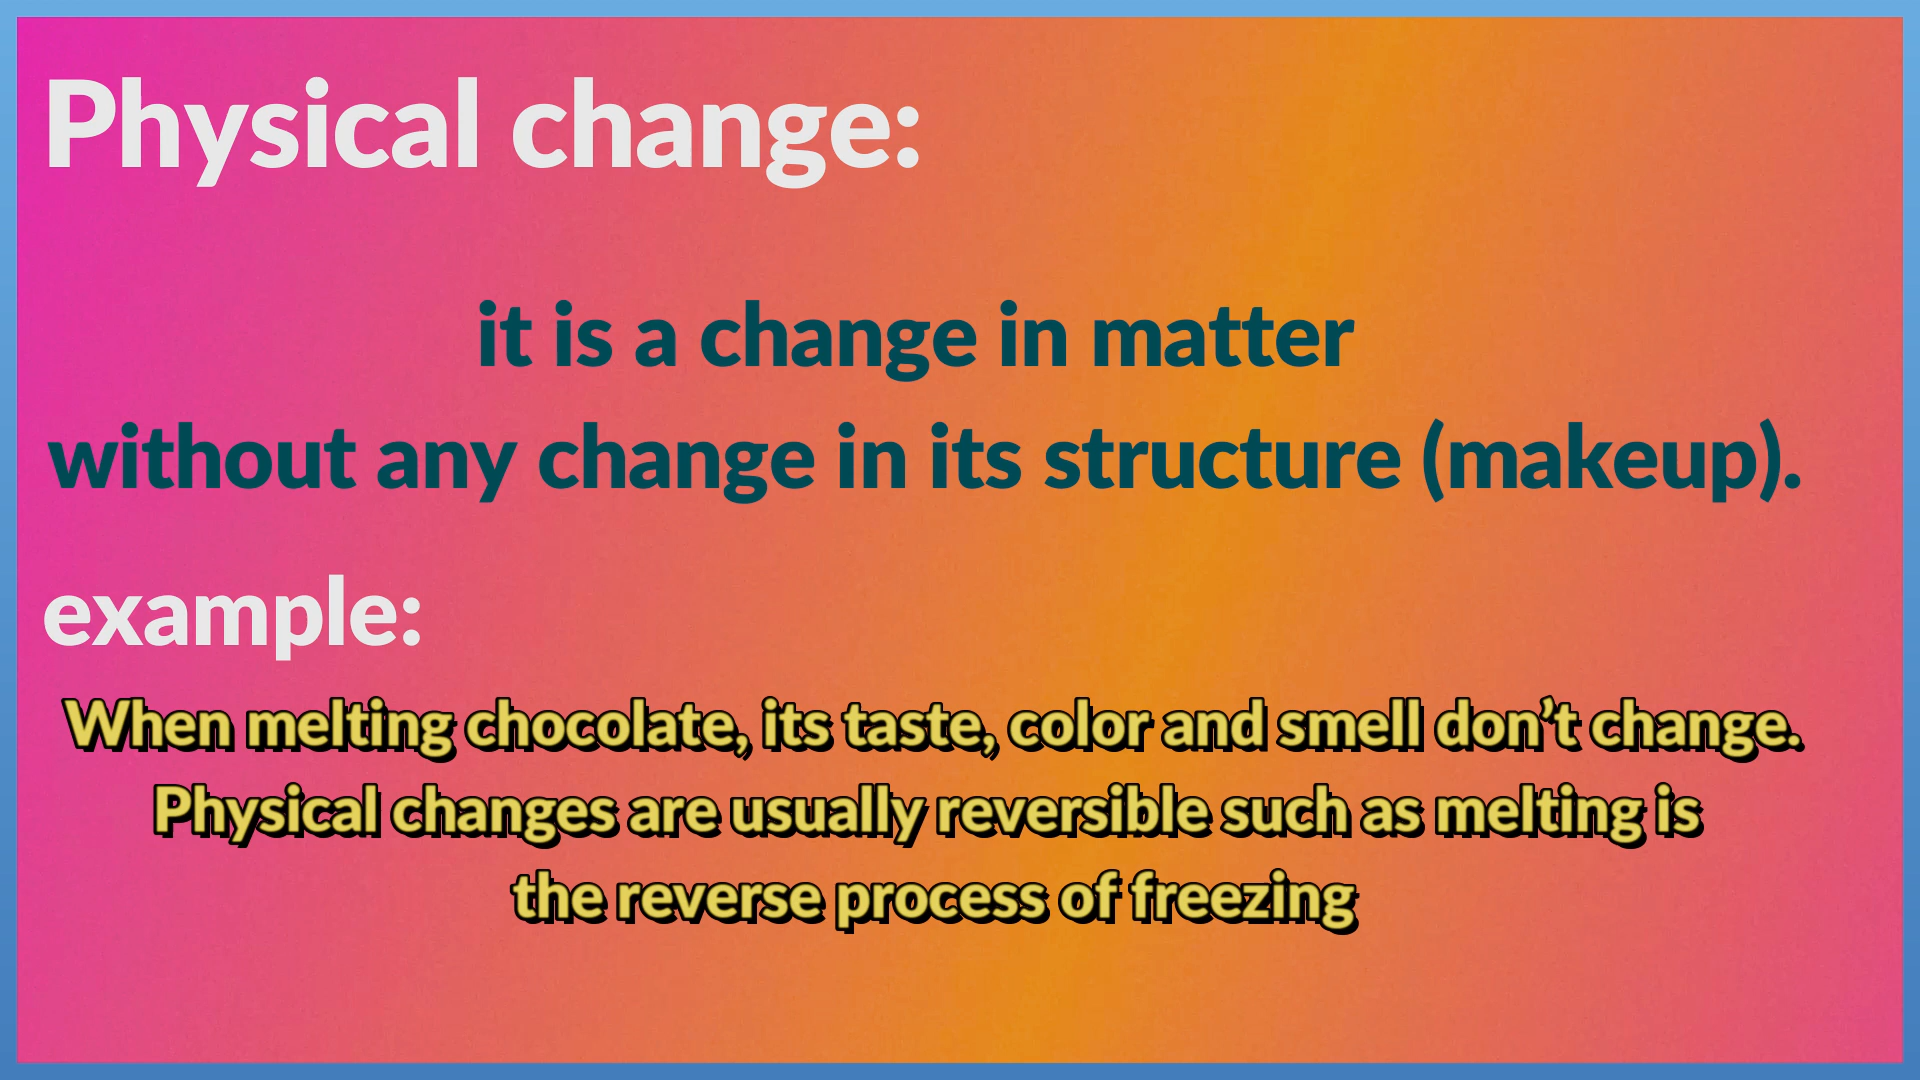 Physical change:
it is a change in matter
without any change in its structure (makeup).
example:
When melting chocolate, its taste, color and smell don’t change.
Physical changes are usually reversible such as melting is
the reverse process of freezing